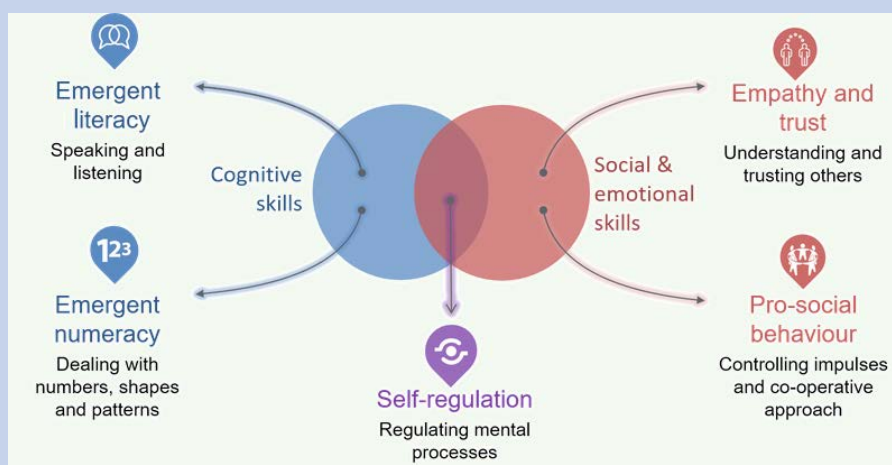 Emergent
literacy
Speaking and
listening
Cognitive
skills
123
Emergent
numeracy
Dealing with
numbers, shapes
and patterns
Self-regulation
Regulating mental
processes
Social &
emotional
skills
Empathy and
trust
Understanding and
trusting others
Pro-social
behaviour
Controlling impulses
and co-operative
approach